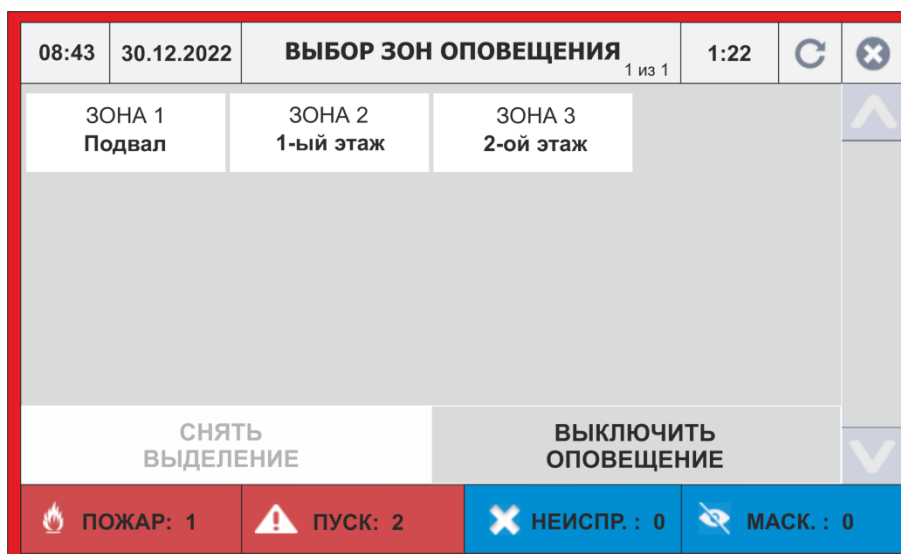 08:43 30.12.2022 ВЫБОР ЗОН ОПОВЕЩЕНИЯ 1 из 1 1:22
ЗОНА 1 ЗОНА 2 ЗОНА 3
Подвал 1-ый этаж 2-ой этаж
СНЯТЬ ВЫКЛЮЧИТЬ
ВЫДЕЛЕНИЕ ОПОВЕЩЕНИЕ
ПОЖАР: 1 ПУСК: 2 НЕИСПР. : 0 МАСК. : 0